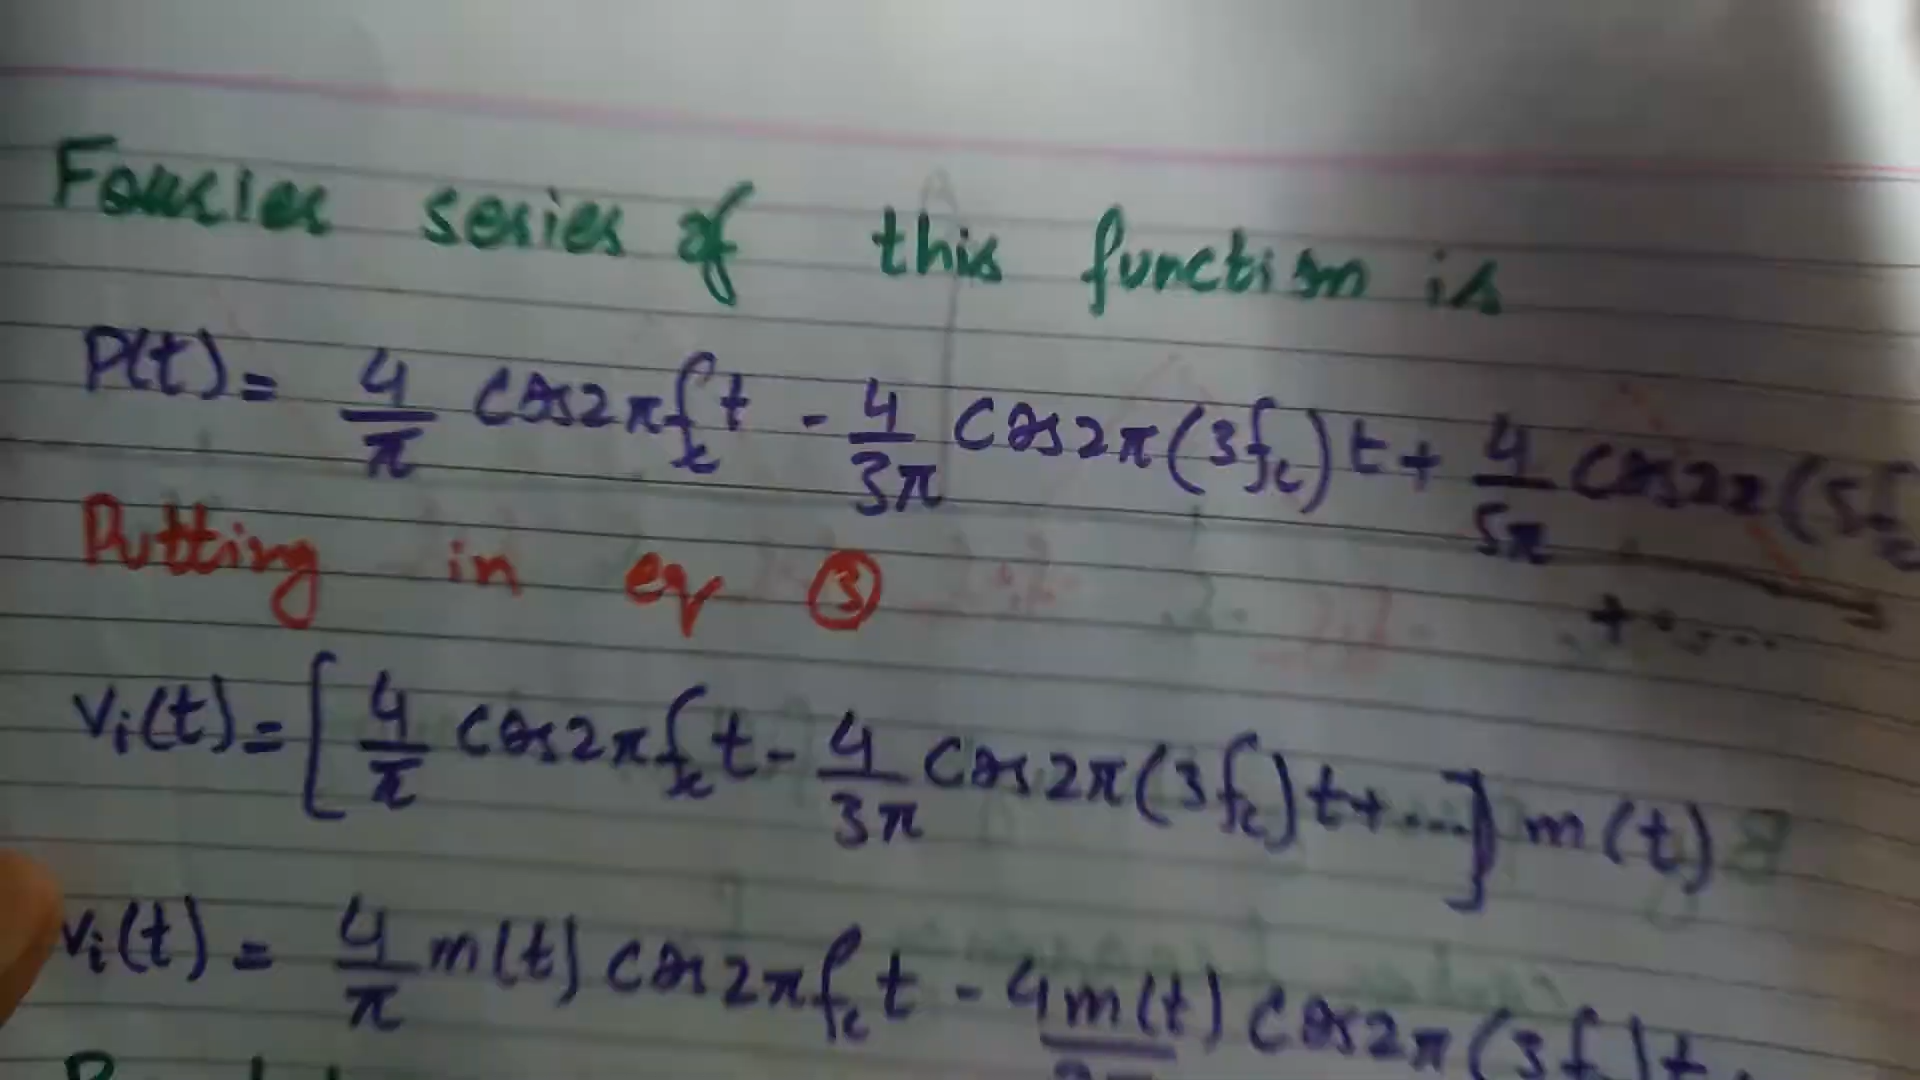 Fourier series of this function is
P(t) = 4/π cos2πf_c t - 4/3π cos2π(3f_c)t + 4/5π cos2π(5f_c
+ ....
Putting in eq ③
V_i(t) = [4/π cos2πf_c t - 4/3π cos2π(3f_c)t + ....] m(t)
V_i(t) = 4/π m(t) cos2πf_c t - 4m(t)/3π cos2π(3f_c)t